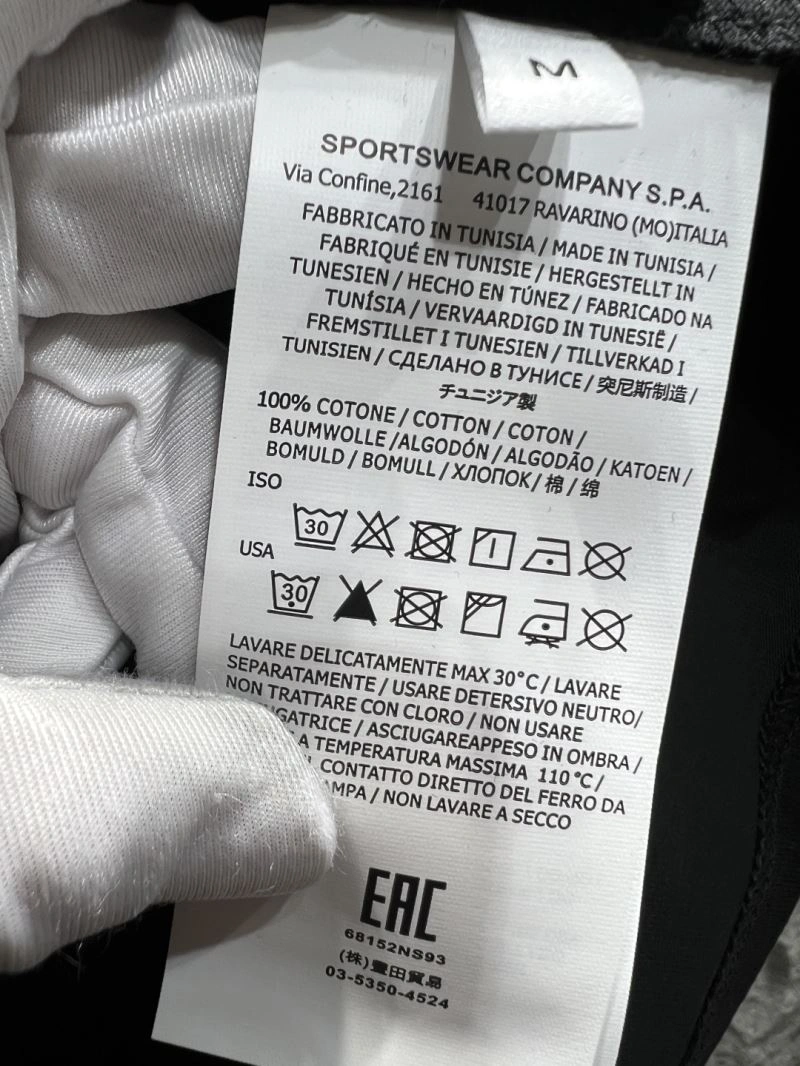 M
SPORTSWEAR COMPANY S.P.A.
Via Confine,2161 41017 RAVARINO (MO)ITALIA
FABBRICATO IN TUNISIA / MADE IN TUNISIA /
FABRIQUÉ EN TUNISIE / HERGESTELLT IN
TUNESIEN / HECHO EN TÚNEZ / FABRICADO NA
TUNÍSIA / VERVAARDIGD IN TUNESIË /
FREMSTILLET I TUNESIEN / TILLVERKAD I
TUNISIEN / СДЕЛАНО В ТУНИСЕ / 突尼斯制造 /
チュニジア製
100% COTONE / COTTON / COTON /
BAUMWOLLE /ALGODÓN / ALGODÃO / KATOEN /
BOMULD / BOMULL / ХЛОПОК / 棉 / 绵
ISO
30
USA
30
LAVARE DELICATAMENTE MAX 30°C / LAVARE
SEPARATAMENTE / USARE DETERSIVO NEUTRO/
NON TRATTARE CON CLORO / NON USARE
/ ASCIUGAREAPPESO IN OMBRA /
A TEMPERATURA MASSIMA 110 °C /
CONTATTO DIRETTO DEL FERRO DA
/ NON LAVARE A SECCO
EAC
68152NS93
(株)豊田貿易
03-5350-4524